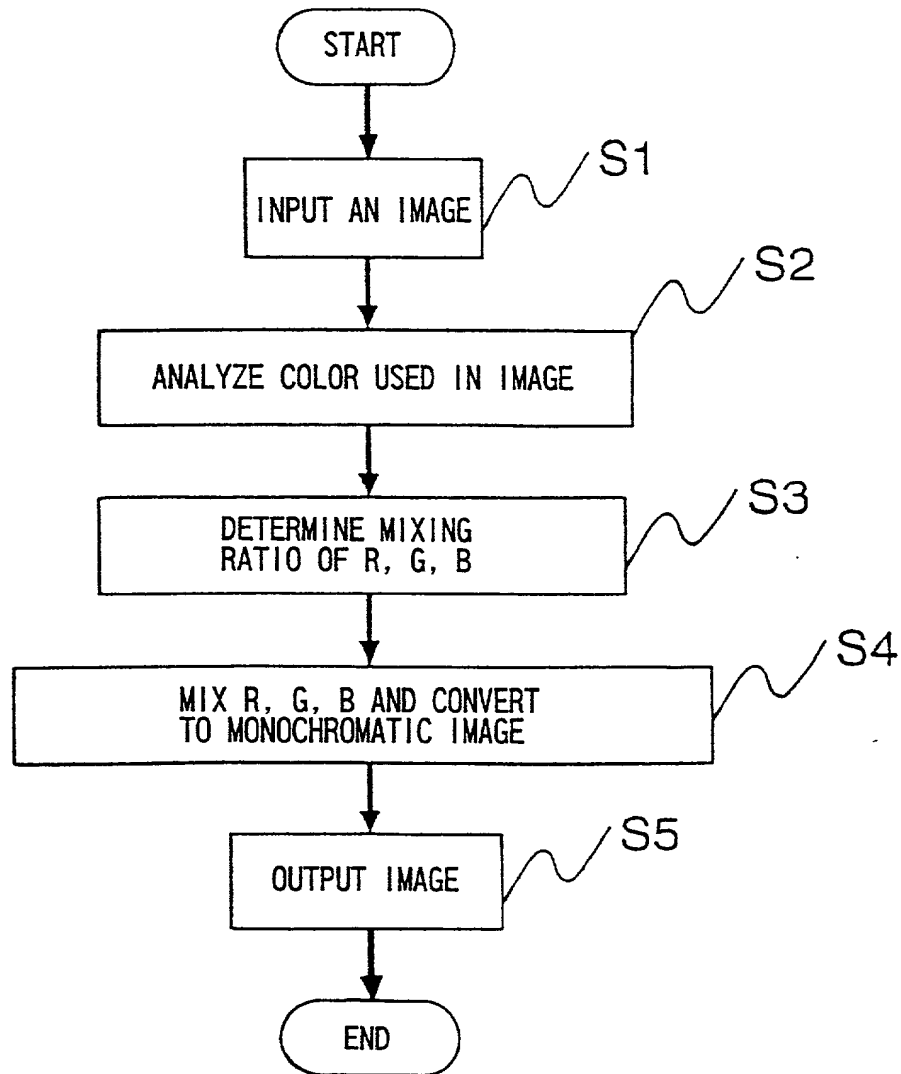 START
S1
INPUT AN IMAGE
S2
ANALYZE COLOR USED IN IMAGE
S3
DETERMINE MIXING
RATIO OF R, G, B
S4
MIX R, G, B AND CONVERT
TO MONOCHROMATIC IMAGE
S5
OUTPUT IMAGE
END